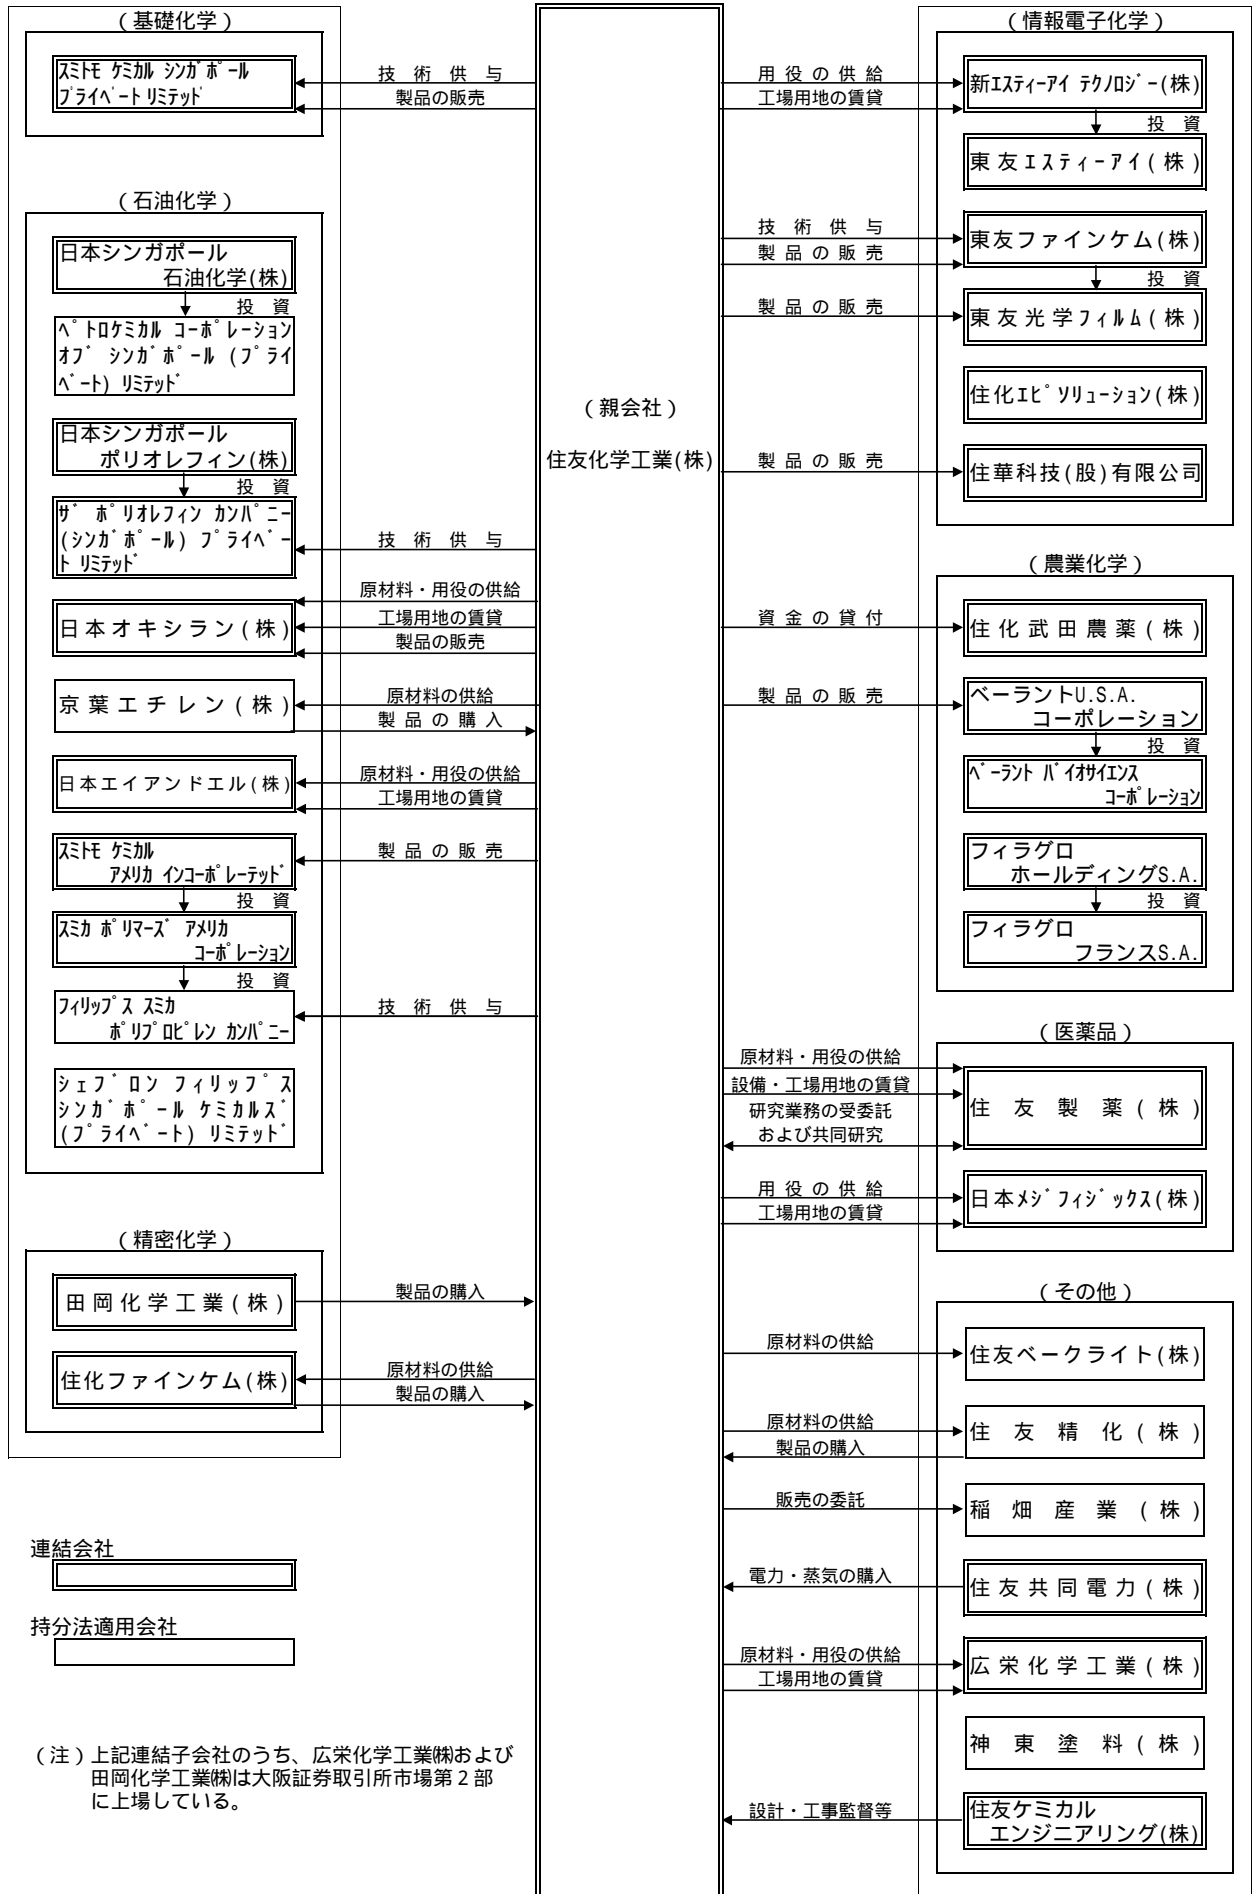 （基礎化学）
スミトモ ケミカル シンガポール
プライベート リミテッド
技術供与
製品の販売
（石油化学）
日本シンガポール
石油化学(株)
投資
ペトロケミカル コーポレーション
オブ シンガポール (プライ
ベート) リミテッド
日本シンガポール
ポリオレフィン(株)
投資
ザ ポリオレフィン カンパニー
(シンガポール) プライベー
ト リミテッド
技術供与
日本オキシラン(株)
原材料・用役の供給
工場用地の賃貸
製品の販売
京葉エチレン(株)
原材料の供給
製品の購入
日本エイアンドエル(株)
原材料・用役の供給
工場用地の賃貸
スミトモ ケミカル
アメリカ インコーポレーテッド
製品の販売
投資
スミカ ポリマーズ アメリカ
コーポレーション
投資
フィリップス スミカ
ポリプロピレン カンパニー
技術供与
シェブロン フィリップス
シンガポール ケミカルズ
(プライベート) リミテッド
（精密化学）
田岡化学工業(株)
製品の購入
住化ファインケム(株)
原材料の供給
製品の購入
連結会社
持分法適用会社
（注）上記連結子会社のうち、広栄化学工業㈱および
田岡化学工業㈱は大阪証券取引所市場第２部
に上場している。
（親会社）
住友化学工業(株)
（情報電子化学）
用役の供給
工場用地の賃貸
新エスティーアイ テクノロジー(株)
投資
東友エスティーアイ(株)
技術供与
製品の販売
東友ファインケム(株)
投資
製品の販売
東友光学フィルム(株)
住化エピソリューション(株)
製品の販売
住華科技(股)有限公司
（農業化学）
資金の貸付
住化武田農薬(株)
製品の販売
ベーラントU.S.A.
コーポレーション
投資
ベーラント バイオサイエンス
コーポレーション
フィラグロ
ホールディングS.A.
投資
フィラグロ
フランスS.A.
（医薬品）
原材料・用役の供給
設備・工場用地の賃貸
研究業務の受委託
および共同研究
住友製薬(株)
用役の供給
工場用地の賃貸
日本メジフィジックス(株)
（その他）
原材料の供給
住友ベークライト(株)
原材料の供給
製品の購入
住友精化(株)
販売の委託
稲畑産業(株)
電力・蒸気の購入
住友共同電力(株)
原材料・用役の供給
工場用地の賃貸
広栄化学工業(株)
神東塗料(株)
設計・工事監督等
住友ケミカル
エンジニアリング(株)